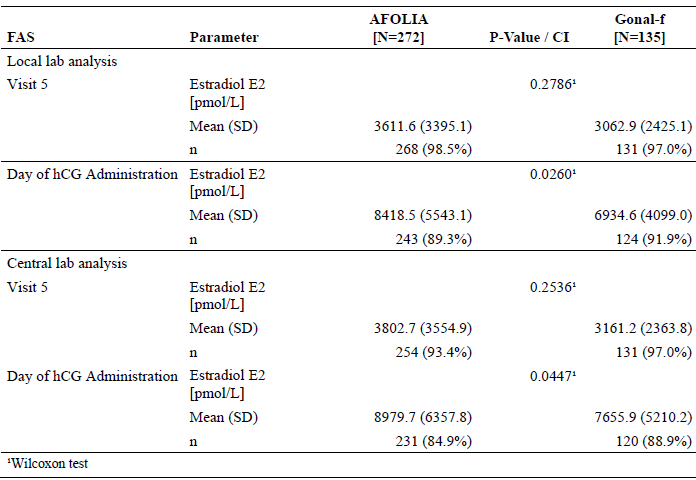 AFOLIA Gonal-f
FAS Parameter [N=272] P-Value / CI [N=135]
Local lab analysis
Visit 5 Estradiol E2 0.2786¹
[pmol/L]
Mean (SD) 3611.6 (3395.1) 3062.9 (2425.1)
n 268 (98.5%) 131 (97.0%)
Day of hCG Administration Estradiol E2 0.0260¹
[pmol/L]
Mean (SD) 8418.5 (5543.1) 6934.6 (4099.0)
n 243 (89.3%) 124 (91.9%)
Central lab analysis
Visit 5 Estradiol E2 0.2536¹
[pmol/L]
Mean (SD) 3802.7 (3554.9) 3161.2 (2363.8)
n 254 (93.4%) 131 (97.0%)
Day of hCG Administration Estradiol E2 0.0447¹
[pmol/L]
Mean (SD) 8979.7 (6357.8) 7655.9 (5210.2)
n 231 (84.9%) 120 (88.9%)
¹Wilcoxon test